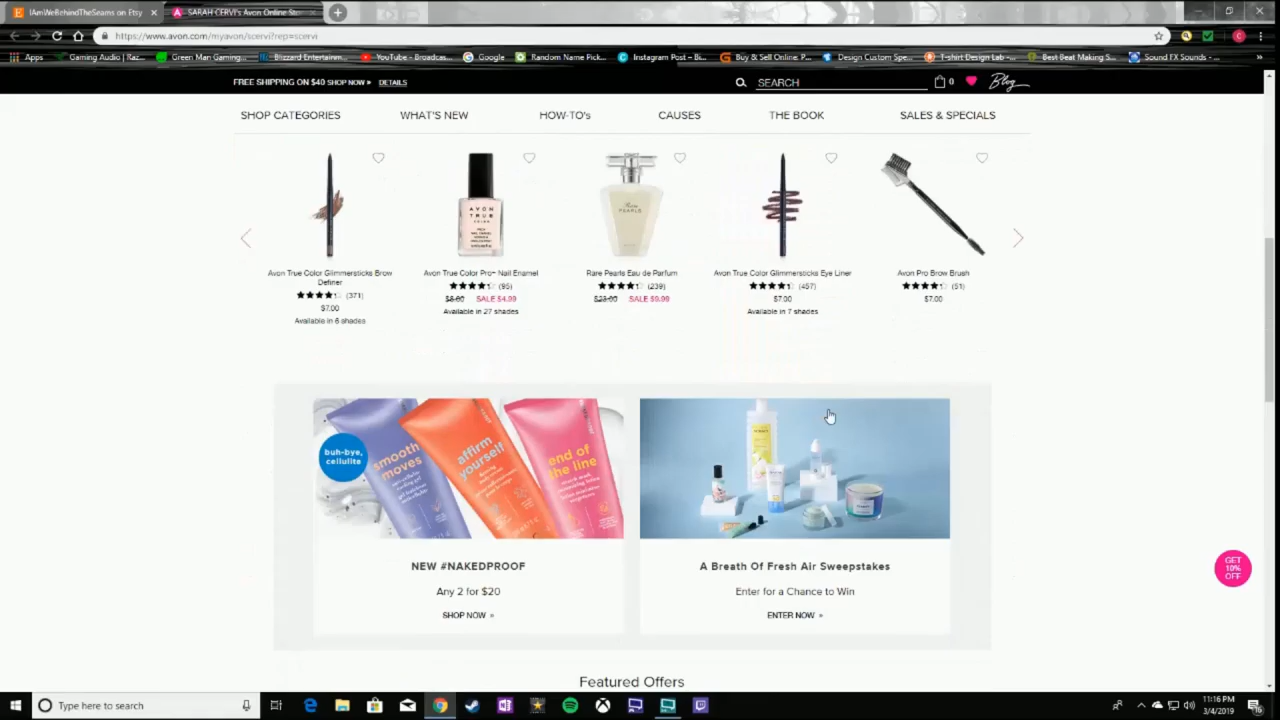 IAmWeBehindTheSeams on Etsy
SARAH CERVI's Avon Online St
https://www.avon.com/myavon/scervi?rep=scervi
Apps
Gaming Audio | Raz...
Green Man Gaming...
Blizzard Entertainm...
YouTube - Broadcas...
Google
Random Name Pick...
Instagram Post – Bl...
Buy & Sell Online: P...
Design Custom Spe...
T-shirt Design Lab -...
Best Beat Making S...
Sound FX Sounds - ...
FREE SHIPPING ON $40 SHOP NOW »
DETAILS
SEARCH
0
Blog
SHOP CATEGORIES
WHAT'S NEW
HOW-TO's
CAUSES
THE BOOK
SALES & SPECIALS
AVON
TRUE
PEARLS
Avon True Color Glimmersticks Brow
Definer
(371)
$7.00
Available in 6 shades
Avon True Color Pro+ Nail Enamel
(95)
$8.00 SALE $4.99
Available in 27 shades
Rare Pearls Eau de Parfum
(239)
$23.00 SALE $9.99
Avon True Color Glimmersticks Eye Liner
(457)
$7.00
Available in 7 shades
Avon Pro Brow Brush
(51)
$7.00
buh-bye,
cellulite
smooth
moves
affirm
yourself
end of
the line
NEW #NAKEDPROOF
Any 2 for $20
SHOP NOW »
A Breath Of Fresh Air Sweepstakes
Enter for a Chance to Win
ENTER NOW »
GET
10%
OFF
Featured Offers
Type here to search
11:16 PM
3/4/2019